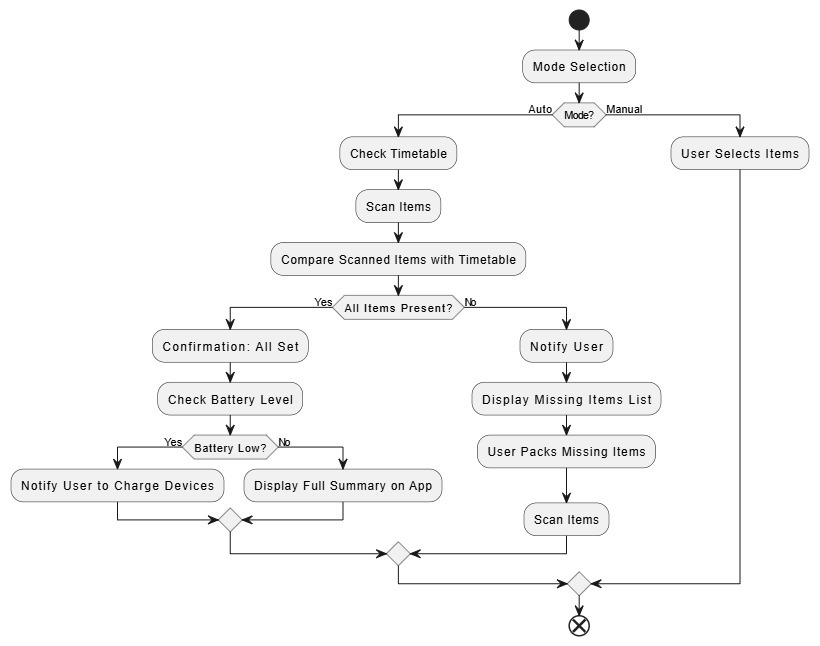 Mode Selection
Auto
Mode?
Manual
Check Timetable
User Selects Items
Scan Items
Compare Scanned Items with Timetable
Yes
All Items Present?
No
Confirmation: All Set
Notify User
Check Battery Level
Display Missing Items List
Yes
Battery Low?
No
User Packs Missing Items
Notify User to Charge Devices
Display Full Summary on App
Scan Items